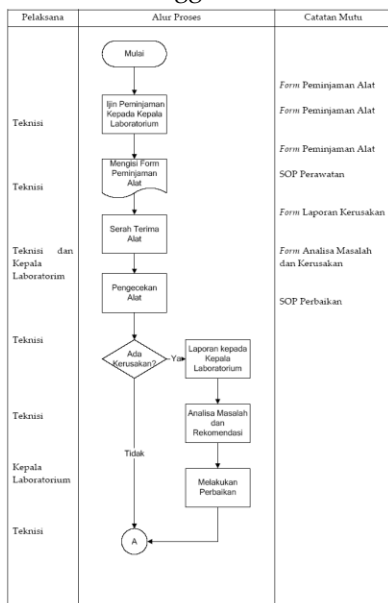 Pelaksana
Alur Proses
Catatan Mutu
Teknisi
Teknisi
Teknisi dan
Kepala
Laboratorim
Teknisi
Teknisi
Kepala
Laboratorium
Teknisi
Mulai
Ijin Peminjaman
Kepada Kepala
Laboratorium
Mengisi Form
Peminjaman
Alat
Serah Terima
Alat
Pengecekan
Alat
Ada
Kerusakan?
Ya
Laporan kepada
Kepala
Laboratorium
Analisa Masalah
dan
Rekomendasi
Tidak
Melakukan
Perbaikan
A
Form Peminjaman Alat
Form Peminjaman Alat
Form Peminjaman Alat
SOP Perawatan
Form Laporan Kerusakan
Form Analisa Masalah
dan Kerusakan
SOP Perbaikan